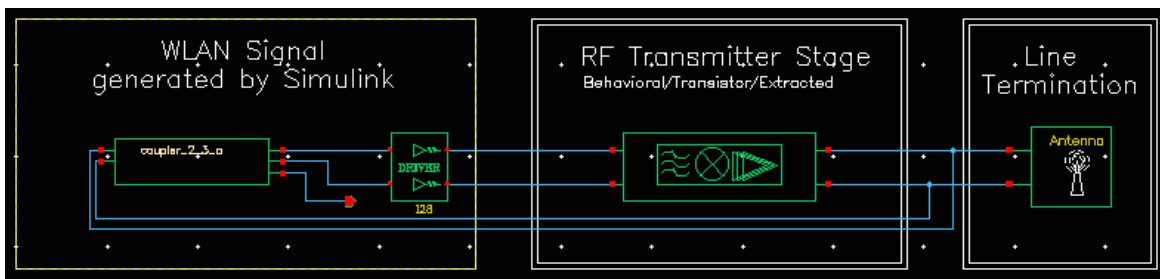 WLAN Signal
generated by Simulink
RF Transmitter Stage
Behavioral/Transistor/Extracted
Line
Termination
coupler_2_3_a
DRIVER
128
Antenna